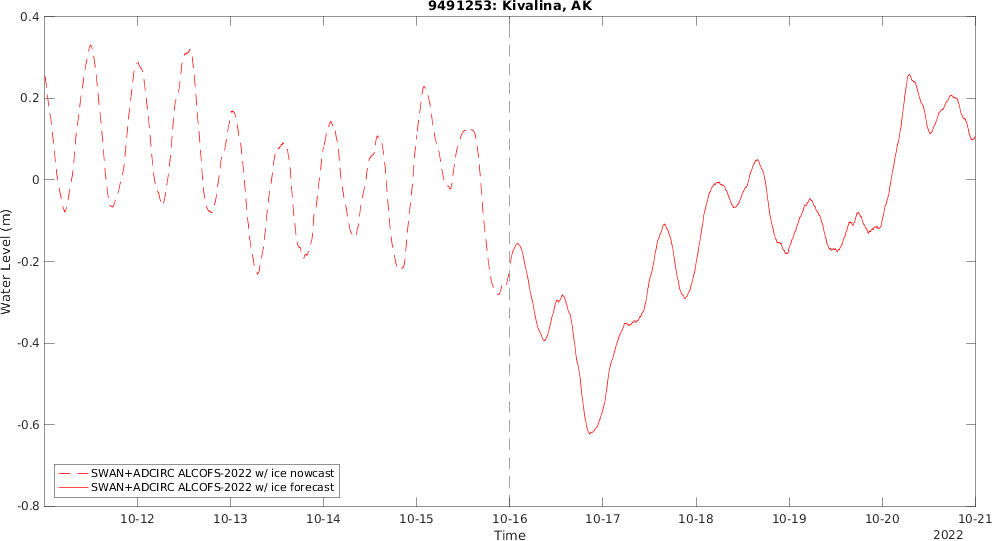 9491253: Kivalina, AK
0.4
0.2
0
-0.2
-0.4
-0.6
-0.8
Water Level (m)
SWAN+ADCIRC ALCOFS-2022 w/ ice nowcast
SWAN+ADCIRC ALCOFS-2022 w/ ice forecast
10-12 10-13 10-14 10-15 10-16 10-17 10-18 10-19 10-20 10-21
Time
2022